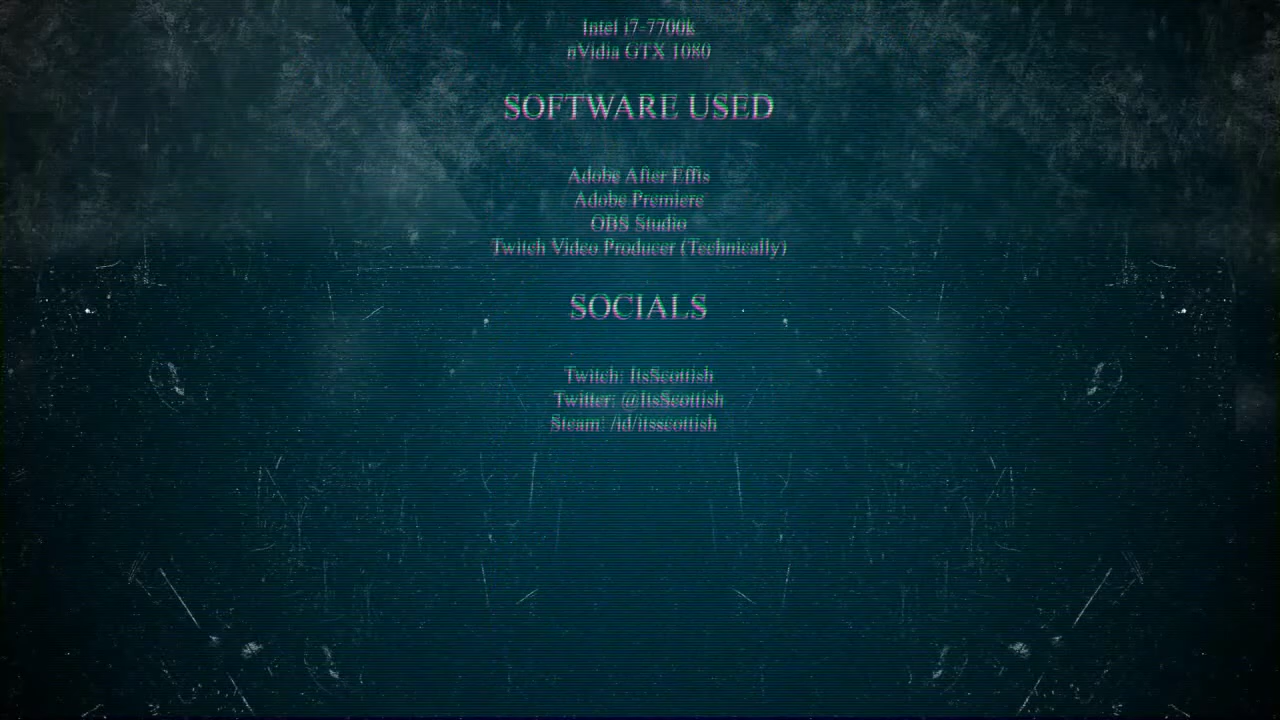 Intel i7-7700k
nVidia GTX 1080
SOFTWARE USED
Adobe After Effis
Adobe Premiere
OBS Studio
Twitch Video Producer (Technically)
SOCIALS
Twitch: ItsScottish
Twitter: @ItsScottish
Steam: /id/itsscottish